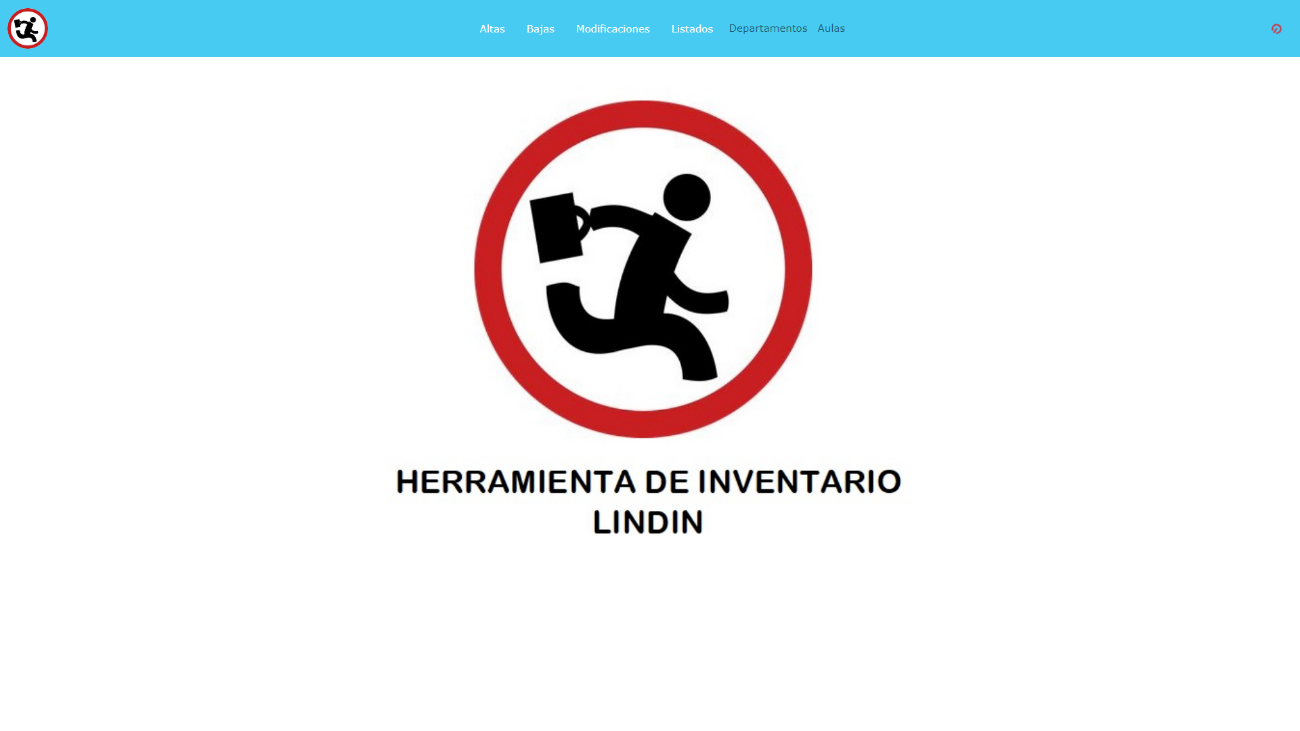 Altas Bajas Modificaciones Listados Departamentos Aulas
HERRAMIENTA DE INVENTARIO
LINDIN